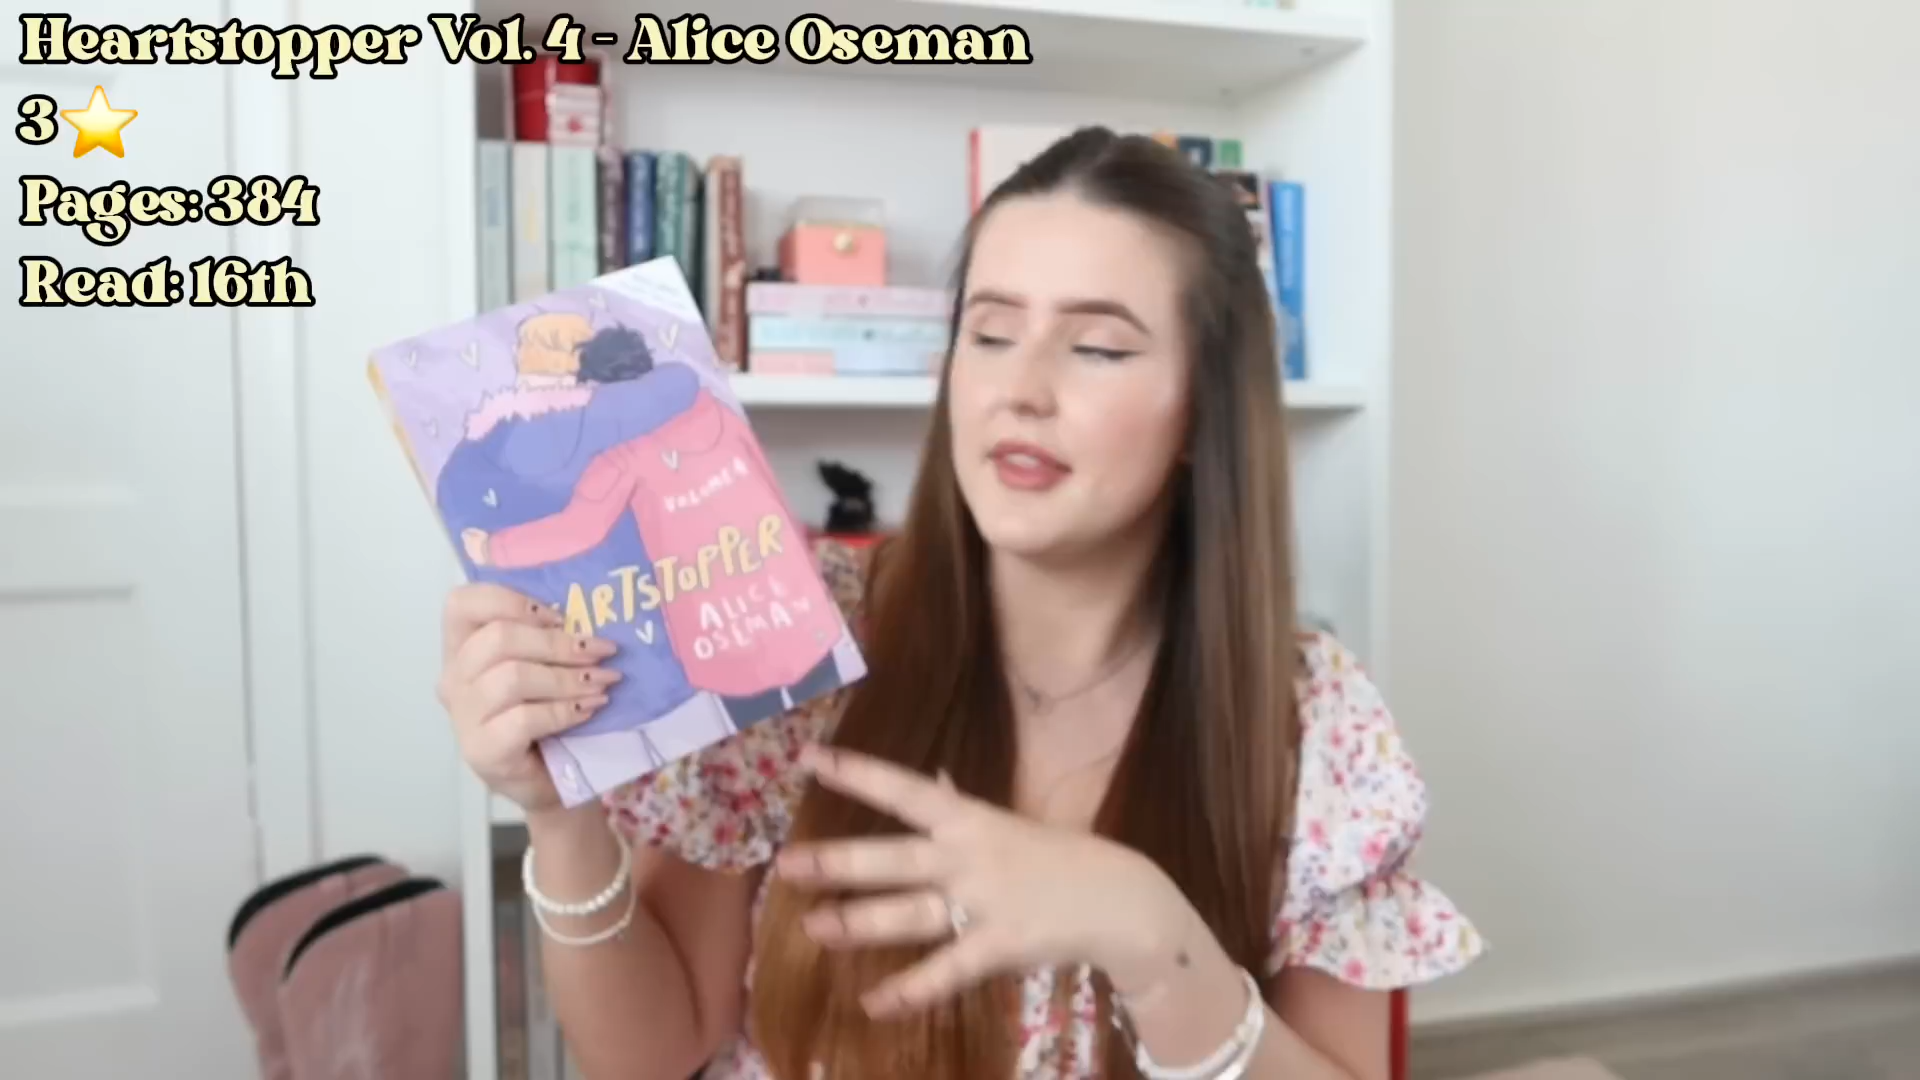 Heartstopper Vol. 4 - Alice Oseman
3⭐
Pages: 384
Read: 16th
VOLUME 4
ARTSTOPPER
ALICE
OSEMAN